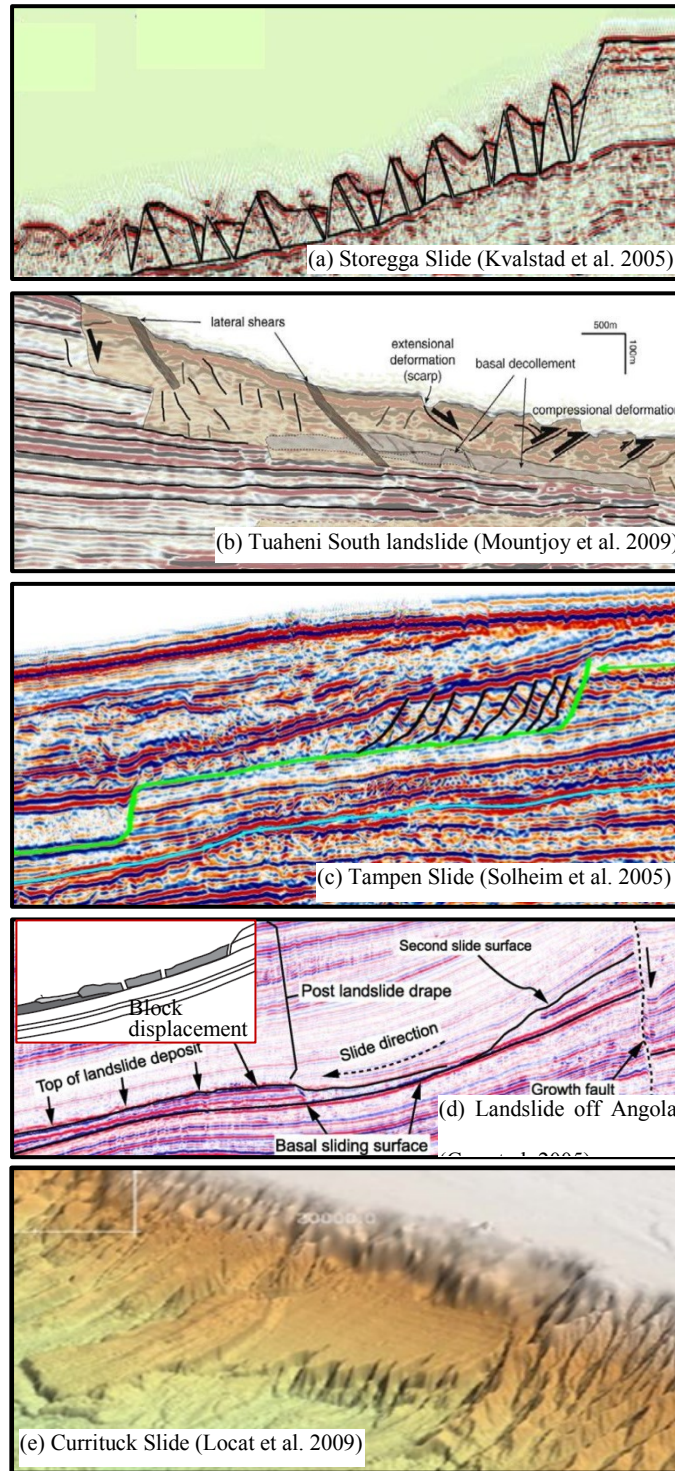 (a) Storegga Slide (Kvalstad et al. 2005)
lateral shears
extensional
deformation
(scarp)
basal decollement
500m
100m
compressional deformation
(b) Tuaheni South landslide (Mountjoy et al. 2009)
(c) Tampen Slide (Solheim et al. 2005)
Block
displacement
Post landslide drape
Second slide surface
Slide direction
Top of landslide deposit
Basal sliding surface
Growth fault
(d) Landslide off Angola
(e) Currituck Slide (Locat et al. 2009)